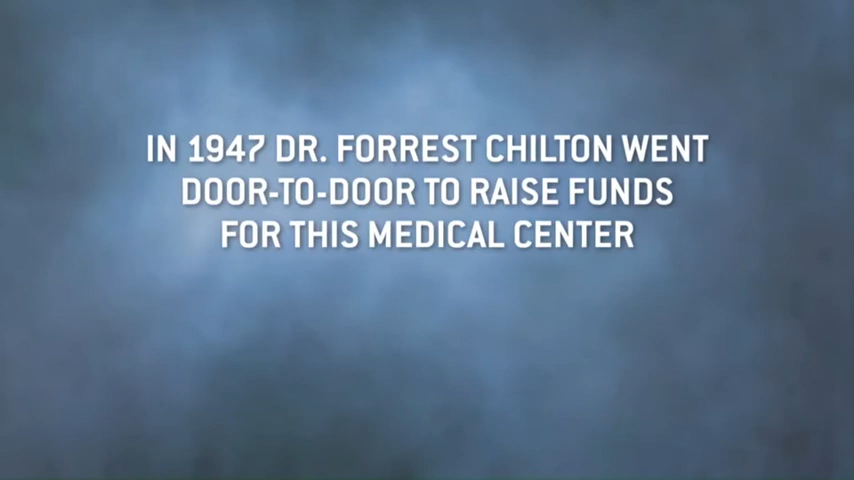 IN 1947 DR. FORREST CHILTON WENT
DOOR-TO-DOOR TO RAISE FUNDS
FOR THIS MEDICAL CENTER